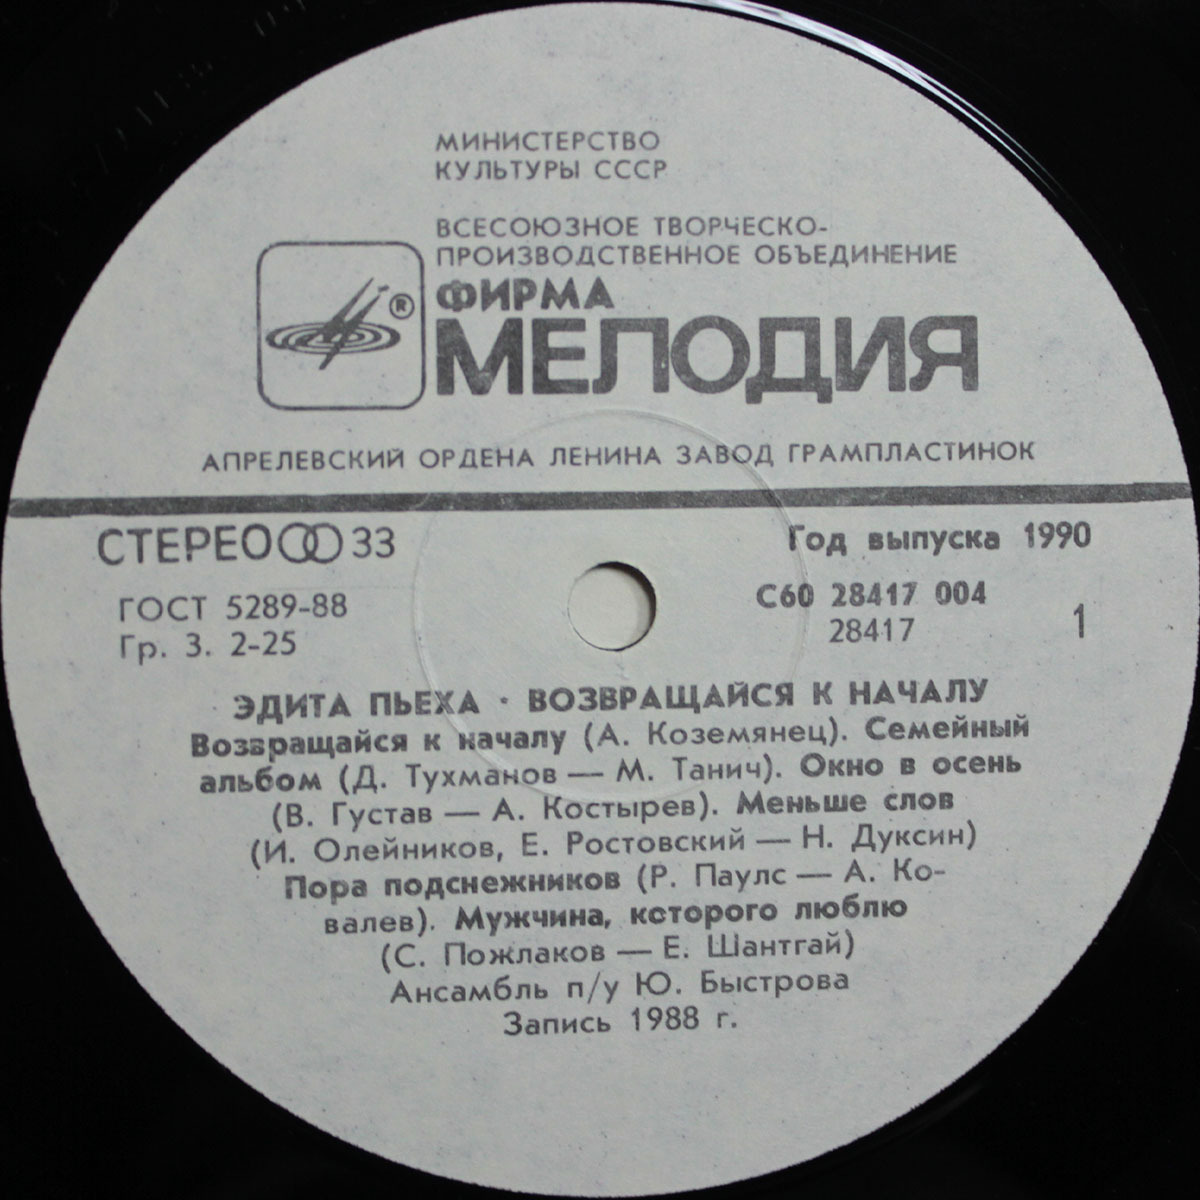 МИНИСТЕРСТВО
КУЛЬТУРЫ СССР
ВСЕСОЮЗНОЕ ТВОРЧЕСКО-
ПРОИЗВОДСТВЕННОЕ ОБЪЕДИНЕНИЕ
ФИРМА
®
МЕЛОДИЯ
АПРЕЛЕВСКИЙ ОРДЕНА ЛЕНИНА ЗАВОД ГРАМПЛАСТИНОК
СТЕРЕО 33
Год выпуска 1990
ГОСТ 5289-88
С60 28417 004
Гр. 3. 2-25
28417
1
ЭДИТА ПЬЕХА · ВОЗВРАЩАЙСЯ К НАЧАЛУ
Возвращайся к началу (А. Коземянец). Семейный
альбом (Д. Тухманов — М. Танич). Окно в осень
(В. Густав — А. Костырев). Меньше слов
(И. Олейников, Е. Ростовский — Н. Дуксин)
Пора подснежников (Р. Паулс — А. Ко-
валев). Мужчина, которого люблю
(С. Пожлаков — Е. Шантгай)
Ансамбль п/у Ю. Быстрова
Запись 1988 г.